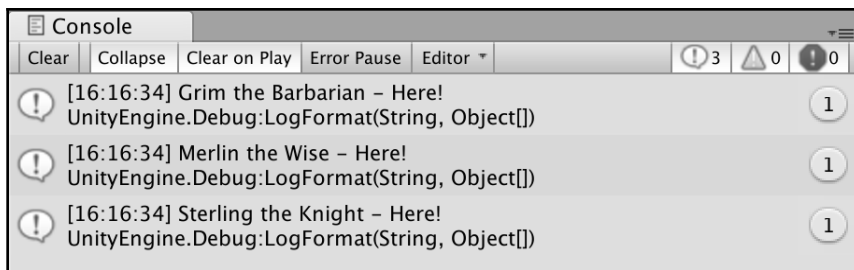 Console
Clear Collapse Clear on Play Error Pause Editor 3 0 0
[16:16:34] Grim the Barbarian – Here!
UnityEngine.Debug:LogFormat(String, Object[])
1
[16:16:34] Merlin the Wise – Here!
UnityEngine.Debug:LogFormat(String, Object[])
1
[16:16:34] Sterling the Knight – Here!
UnityEngine.Debug:LogFormat(String, Object[])
1